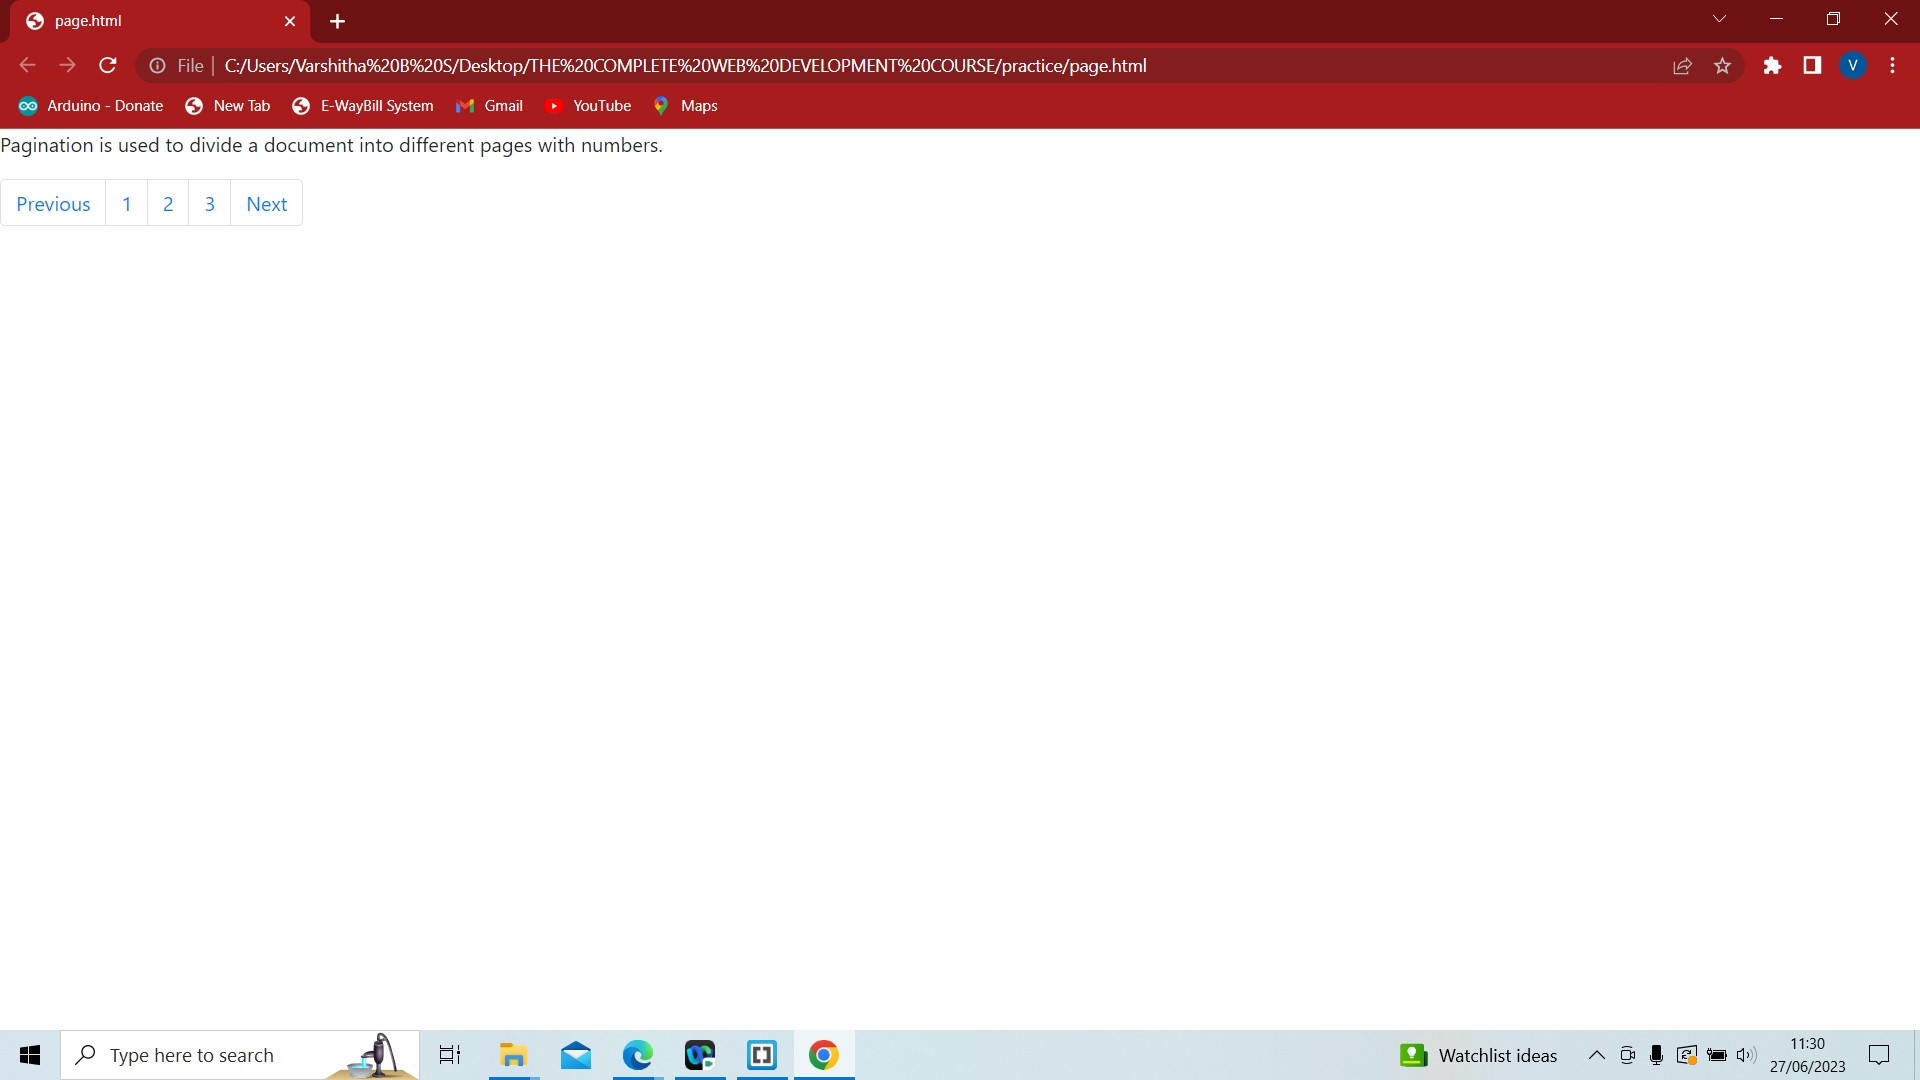 page.html
File | C:/Users/Varshitha%20B%20S/Desktop/THE%20COMPLETE%20WEB%20DEVELOPMENT%20COURSE/practice/page.html
V
Arduino - Donate New Tab E-WayBill System Gmail YouTube Maps
Pagination is used to divide a document into different pages with numbers.
Previous 1 2 3 Next
Type here to search
Watchlist ideas
11:30
27/06/2023